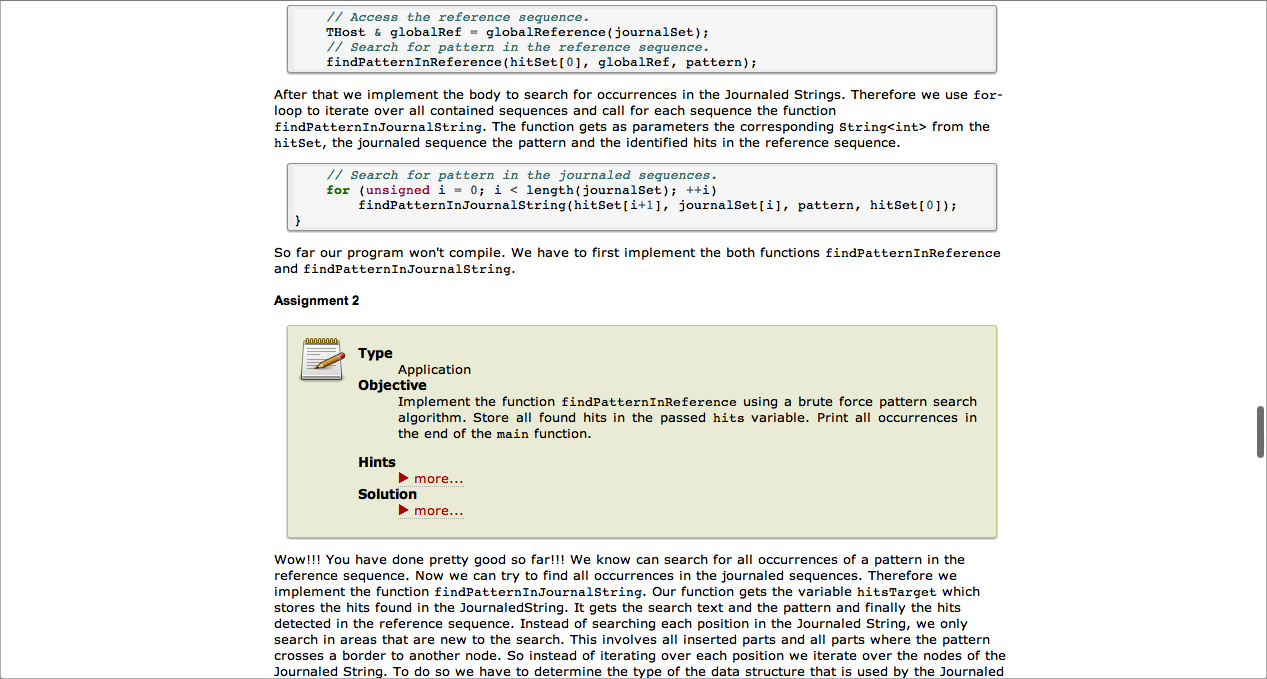 // Access the reference sequence.
THost & globalRef = globalReference(journalSet);
// Search for pattern in the reference sequence.
findPatternInReference(hitSet[0], globalRef, pattern);
After that we implement the body to search for occurrences in the Journaled Strings. Therefore we use for-
loop to iterate over all contained sequences and call for each sequence the function
findPatternInJournalString. The function gets as parameters the corresponding String<int> from the
hitSet, the journaled sequence the pattern and the identified hits in the reference sequence.
// Search for pattern in the journaled sequences.
for (unsigned i = 0; i < length(journalSet); ++i)
findPatternInJournalString(hitSet[i+1], journalSet[i], pattern, hitSet[0]);
}
So far our program won't compile. We have to first implement the both functions findPatternInReference
and findPatternInJournalString.
Assignment 2
Type
Application
Objective
Implement the function findPatternInReference using a brute force pattern search
algorithm. Store all found hits in the passed hits variable. Print all occurrences in
the end of the main function.
Hints
more...
Solution
more...
Wow!!! You have done pretty good so far!!! We know can search for all occurrences of a pattern in the
reference sequence. Now we can try to find all occurrences in the journaled sequences. Therefore we
implement the function findPatternInJournalString. Our function gets the variable hitsTarget which
stores the hits found in the JournaledString. It gets the search text and the pattern and finally the hits
detected in the reference sequence. Instead of searching each position in the Journaled String, we only
search in areas that are new to the search. This involves all inserted parts and all parts where the pattern
crosses a border to another node. So instead of iterating over each position we iterate over the nodes of the
Journaled String. To do so we have to determine the type of the data structure that is used by the Journaled